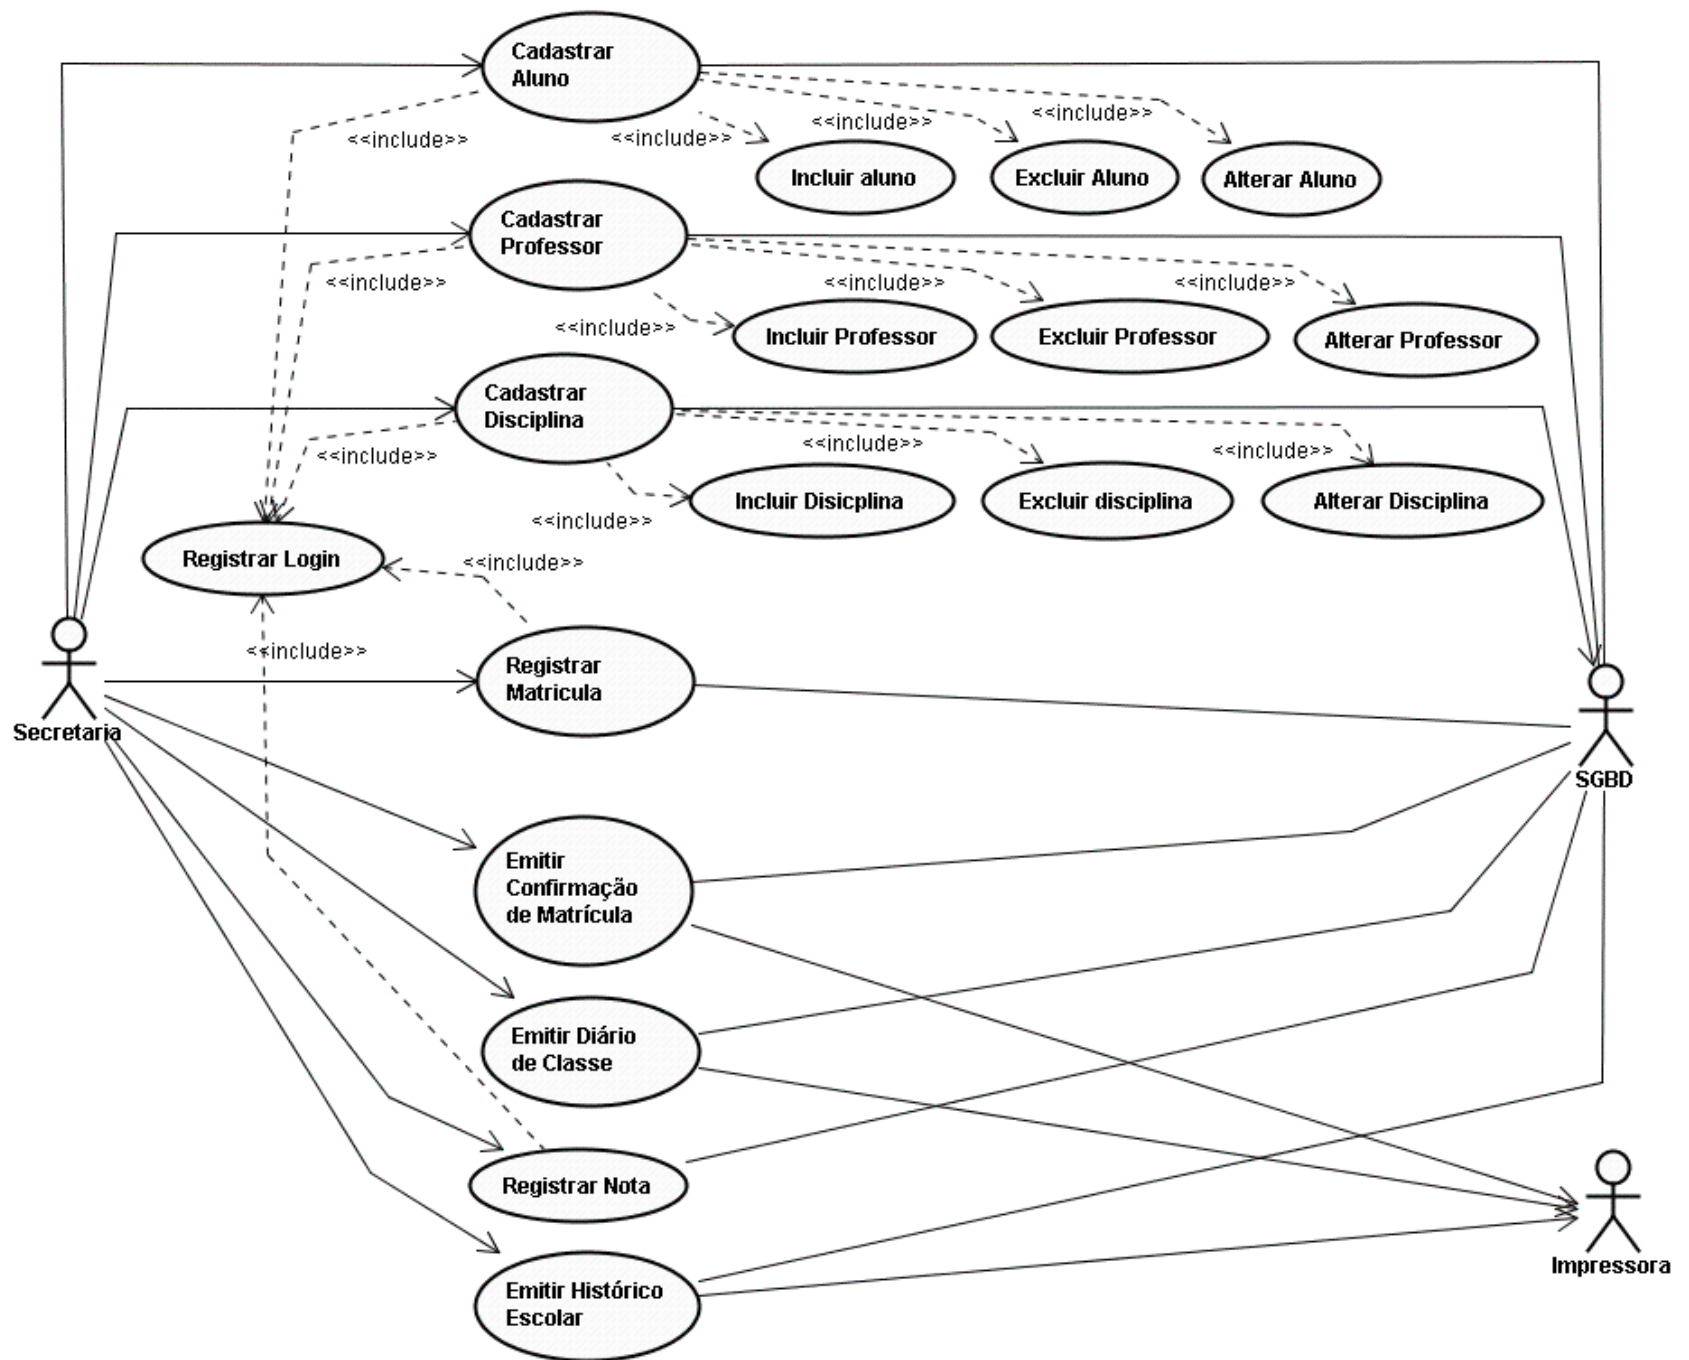 Cadastrar
Aluno
<<include>>
<<include>>
<<include>>
<<include>>
Incluir aluno
Excluir Aluno
Alterar Aluno
Cadastrar
Professor
<<include>>
<<include>>
<<include>>
<<include>>
Incluir Professor
Excluir Professor
Alterar Professor
Cadastrar
Disciplina
<<include>>
<<include>>
<<include>>
<<include>>
Incluir Disicplina
Excluir disciplina
Alterar Disciplina
Registrar Login
<<include>>
<<include>>
Registrar
Matricula
Secretaria
SGBD
Emitir
Confirmação
de Matrícula
Emitir Diário
de Classe
Registrar Nota
Impressora
Emitir Histórico
Escolar